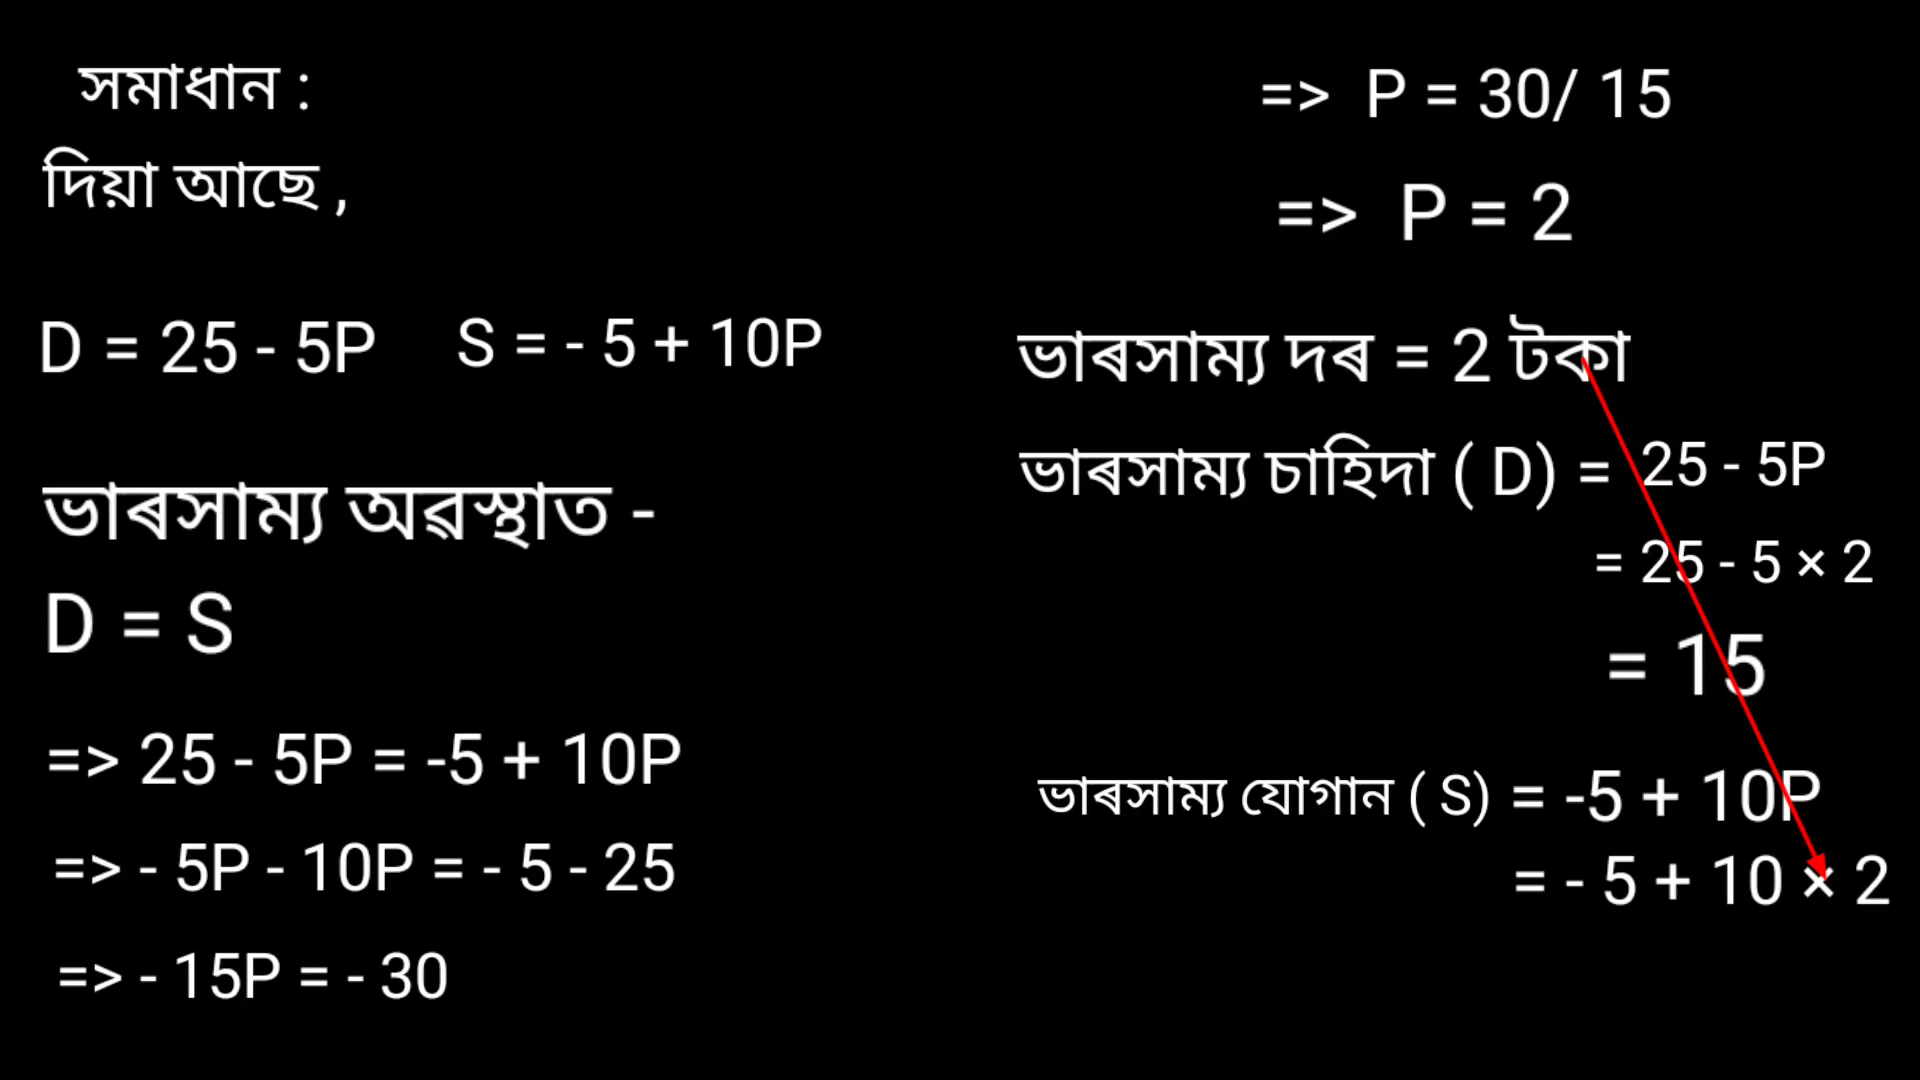 সমাধান :
দিয়া আছে ,
D = 25 - 5P S = - 5 + 10P
ভাৰসাম্য অৱস্থাত -
D = S
=> 25 - 5P = -5 + 10P
=> - 5P - 10P = - 5 - 25
=> - 15P = - 30
=> P = 30/ 15
=> P = 2
ভাৰসাম্য দৰ = 2 টকা
ভাৰসাম্য চাহিদা ( D) = 25 - 5P
= 25 - 5 × 2
= 15
ভাৰসাম্য যোগান ( S) = -5 + 10P
= - 5 + 10 × 2